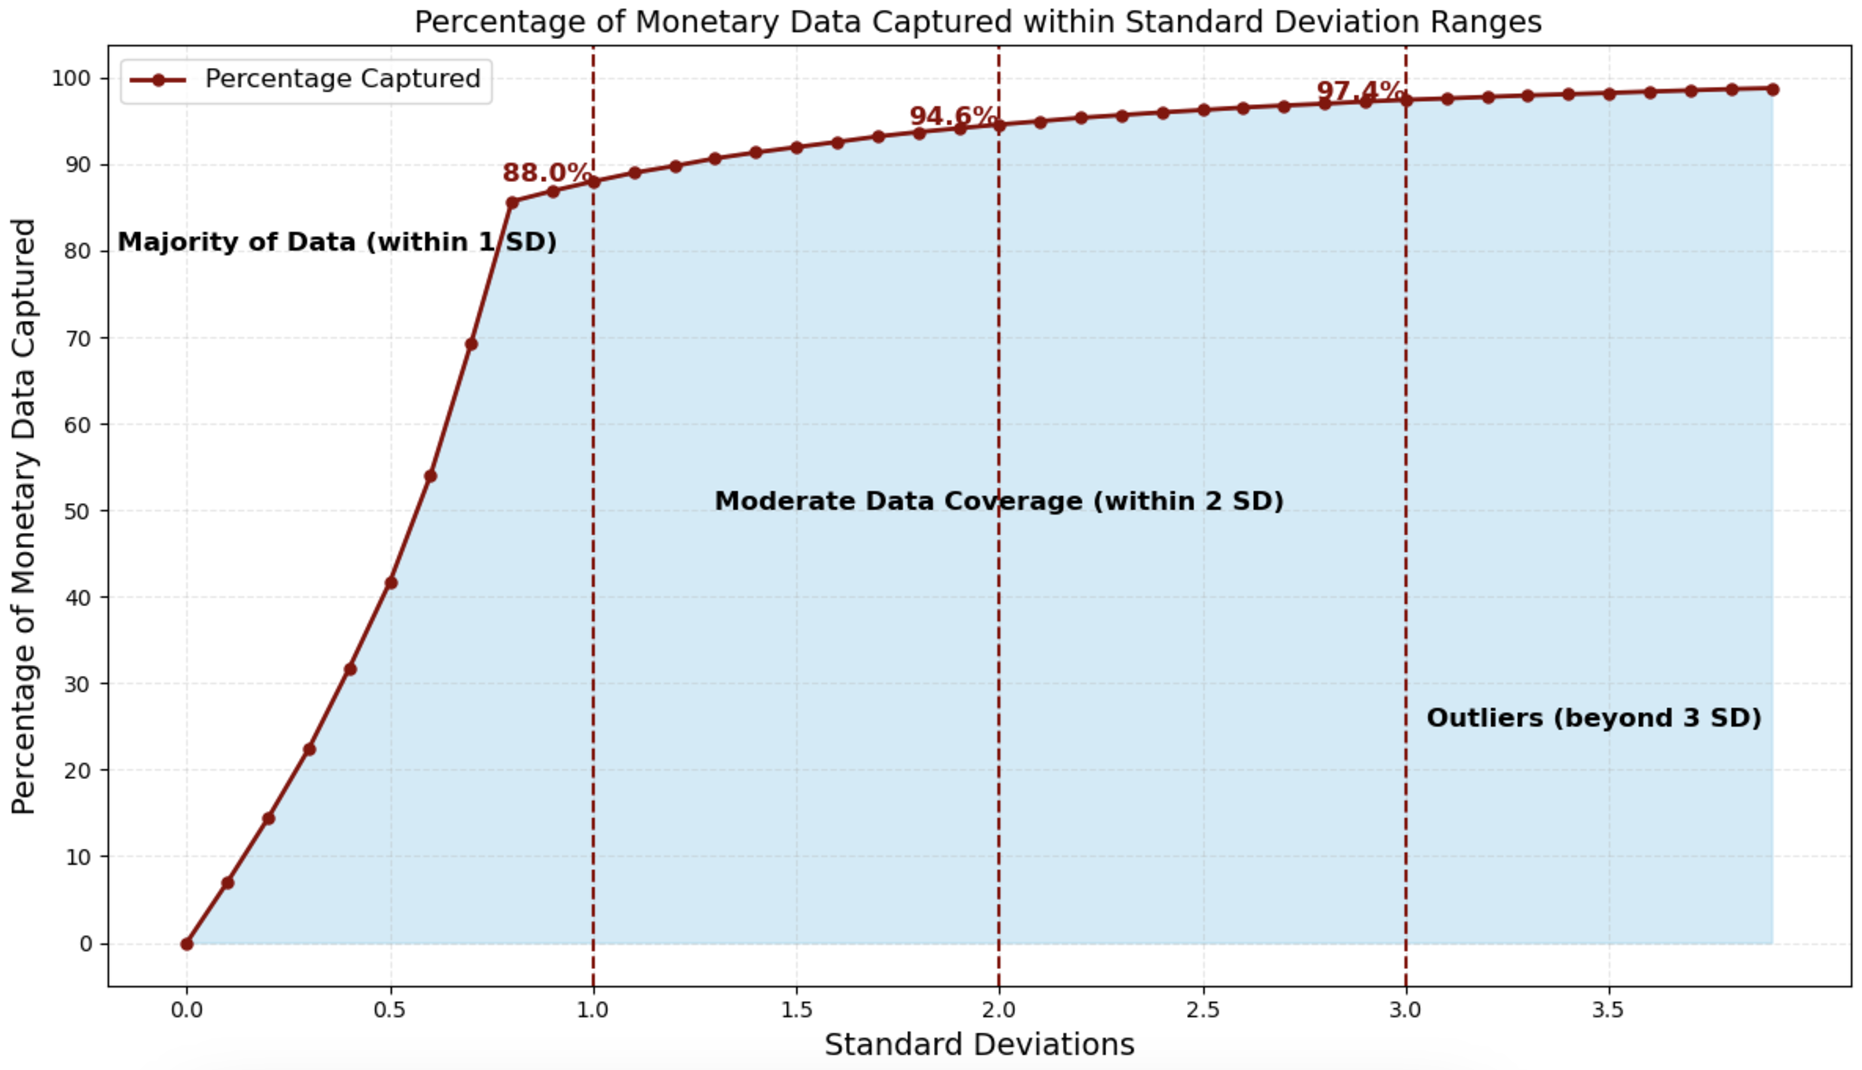 Percentage of Monetary Data Captured within Standard Deviation Ranges
Percentage Captured
Percentage of Monetary Data Captured
100
90
80
70
60
50
40
30
20
10
0
88.0%
94.6%
97.4%
Majority of Data (within 1 SD)
Moderate Data Coverage (within 2 SD)
Outliers (beyond 3 SD)
0.0 0.5 1.0 1.5 2.0 2.5 3.0 3.5
Standard Deviations